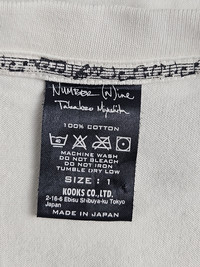 NUMBER (N)ine
Takahiro Miyashita
100% COTTON
MACHINE WASH
DO NOT BLEACH
DO NOT IRON
TUMBLE DRY LOW
SIZE : 1
KOOKS CO.,LTD.
2-16-6 Ebisu Shibuya-ku Tokyo
Japan
MADE IN JAPAN